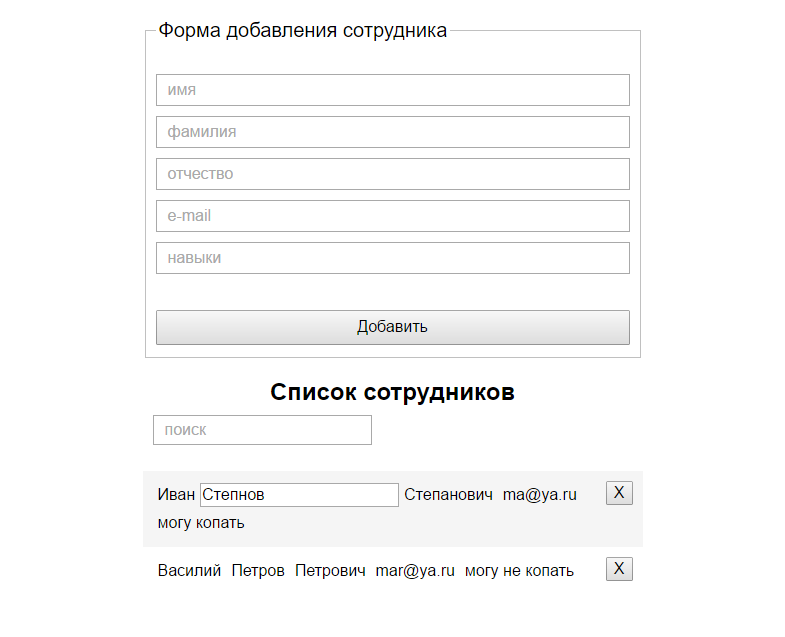 Форма добавления сотрудника
имя
фамилия
отчество
e-mail
навыки
Добавить
Список сотрудников
поиск
Иван Степнов Степанович ma@ya.ru X
могу копать
Василий Петров Петрович mar@ya.ru могу не копать X